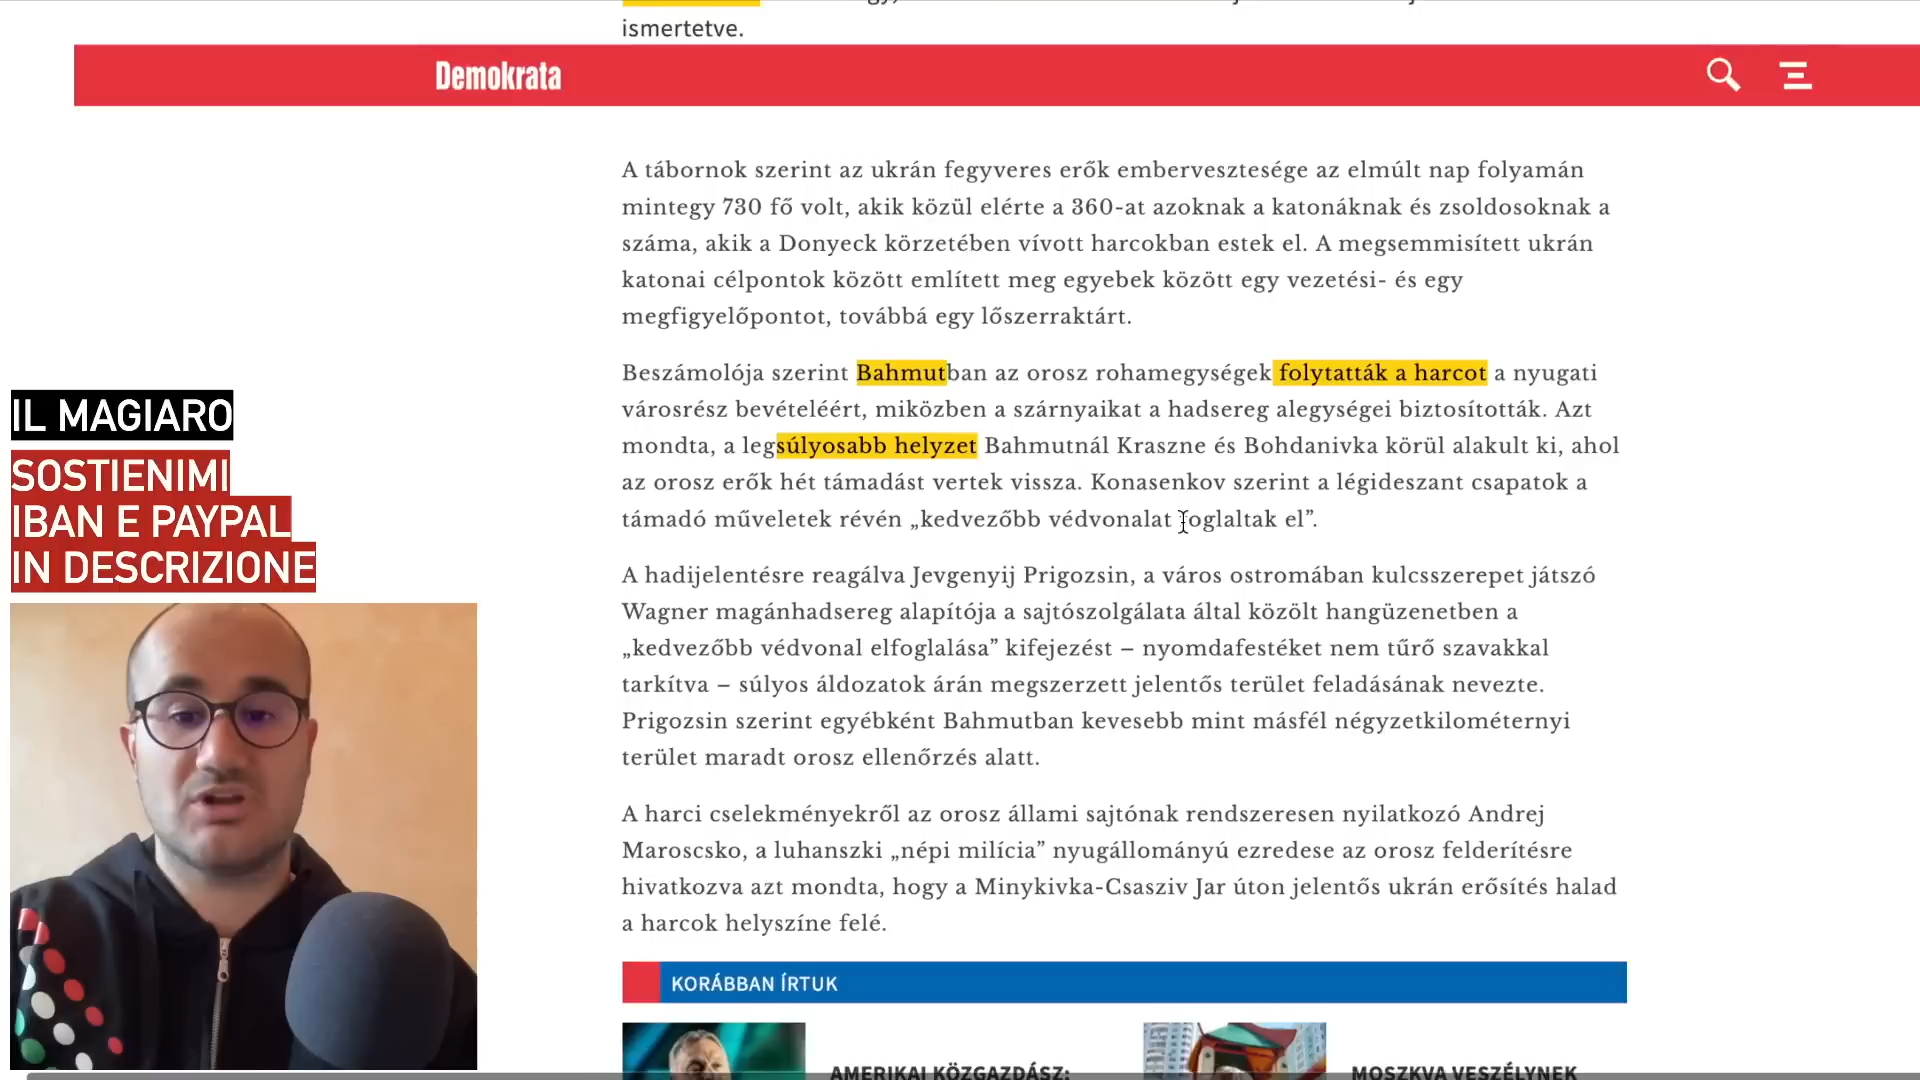 ismertetve.
Demokrata
A tábornok szerint az ukrán fegyveres erők embervesztesége az elmúlt nap folyamán
mintegy 730 fő volt, akik közül elérte a 360-at azoknak a katonáknak és zsoldosoknak a
száma, akik a Donyeck körzetében vívott harcokban estek el. A megsemmisített ukrán
katonai célpontok között említett meg egyebek között egy vezetési- és egy
megfigyelőpontot, továbbá egy lőszerraktárt.
Beszámolója szerint Bahmutban az orosz rohamegységek folytatták a harcot a nyugati
városrész bevételéért, miközben a szárnyaikat a hadsereg alegységei biztosították. Azt
mondta, a legsúlyosabb helyzet Bahmutnál Kraszne és Bohdanivka körül alakult ki, ahol
az orosz erők hét támadást vertek vissza. Konasenkov szerint a légideszant csapatok a
támadó műveletek révén „kedvezőbb védvonalat foglaltak el”.
A hadijelentésre reagálva Jevgenyij Prigozsin, a város ostromában kulcsszerepet játszó
Wagner magánhadsereg alapítója a sajtószolgálata által közölt hangüzenetben a
„kedvezőbb védvonal elfoglalása” kifejezést – nyomdafestéket nem tűrő szavakkal
tarkítva – súlyos áldozatok árán megszerzett jelentős terület feladásának nevezte.
Prigozsin szerint egyébként Bahmutban kevesebb mint másfél négyzetkilométernyi
terület maradt orosz ellenőrzés alatt.
A harci cselekményekről az orosz állami sajtónak rendszeresen nyilatkozó Andrej
Maroscsko, a luhanszki „népi milícia” nyugállományú ezredese az orosz felderítésre
hivatkozva azt mondta, hogy a Minykivka-Csasziv Jar úton jelentős ukrán erősítés halad
a harcok helyszíne felé.
KORÁBBAN ÍRTUK
AMERIKAI KÖZGAZDÁSZ:
MOSZKVA VESZÉLYNEK
IL MAGIARO
SOSTIENIMI
IBAN E PAYPAL
IN DESCRIZIONE